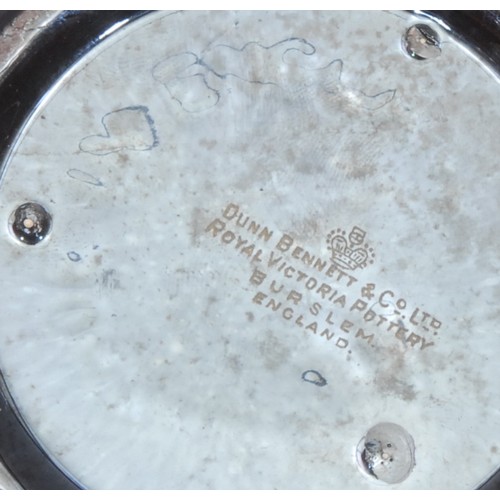 DUNN BENNETT & CO. LTD.
ROYAL VICTORIA POTTERY
BURSLEM.
ENGLAND.